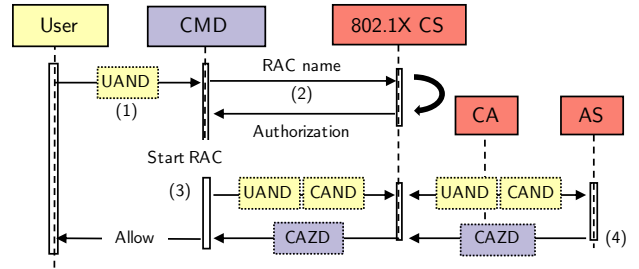 User CMD 802.1X CS
RAC name
UAND
(1)
(2)
Authorization
CA AS
Start RAC
(3)
UAND CAND UAND CAND
Allow CAZD CAZD (4)